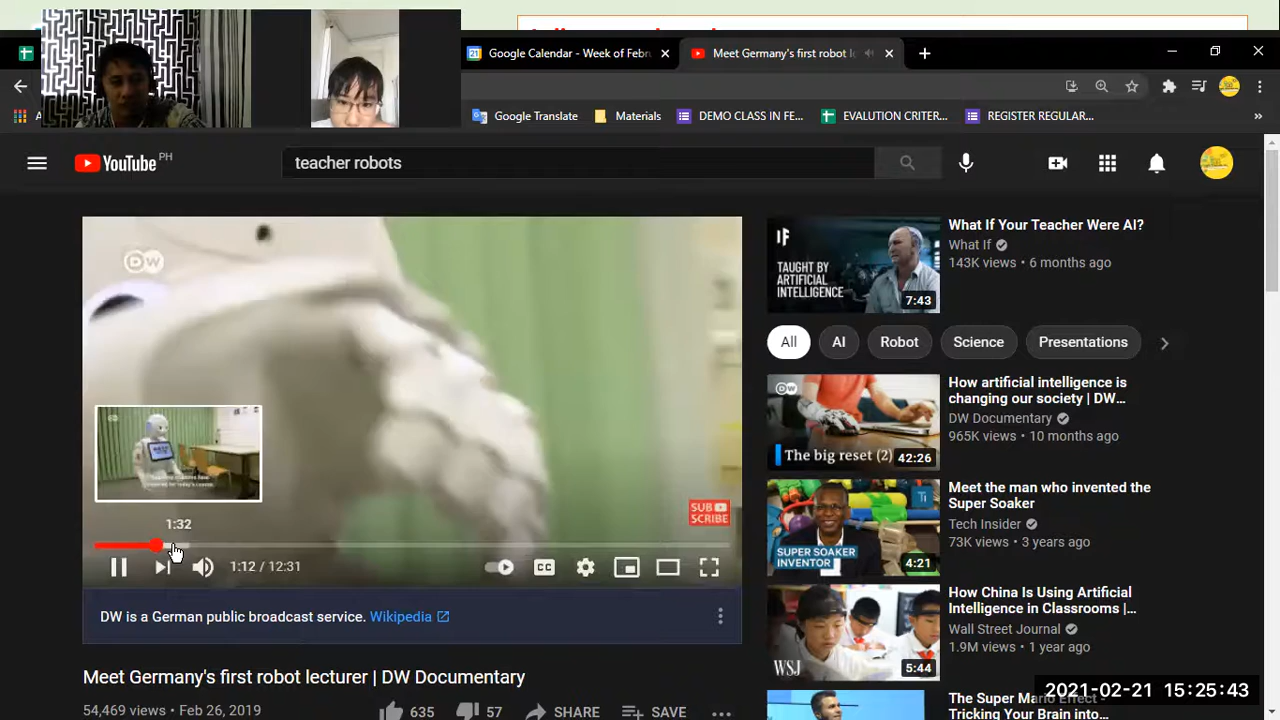 Google Calendar - Week of Febru
Meet Germany's first robot le
Google Translate
Materials
DEMO CLASS IN FE...
EVALUTION CRITER...
REGISTER REGULAR...
»
YouTube PH
teacher robots
DW
SUB
SCRIBE
1:32
1:12 / 12:31
CC
DW is a German public broadcast service. Wikipedia
Meet Germany's first robot lecturer | DW Documentary
54,469 views • Feb 26, 2019
635
57
SHARE
SAVE
IF
TAUGHT BY
ARTIFICIAL
INTELLIGENCE
7:43
What If Your Teacher Were AI?
What If
143K views • 6 months ago
All
AI
Robot
Science
Presentations
DW
The big reset (2)
42:26
How artificial intelligence is
changing our society | DW...
DW Documentary
965K views • 10 months ago
Ti
SUPER SOAKER
INVENTOR
4:21
Meet the man who invented the
Super Soaker
Tech Insider
73K views • 3 years ago
WSJ
5:44
How China Is Using Artificial
Intelligence in Classrooms |...
Wall Street Journal
1.9M views • 1 year ago
The Super Mario Effect -
Tricking Your Brain into...
2021-02-21 15:25:43